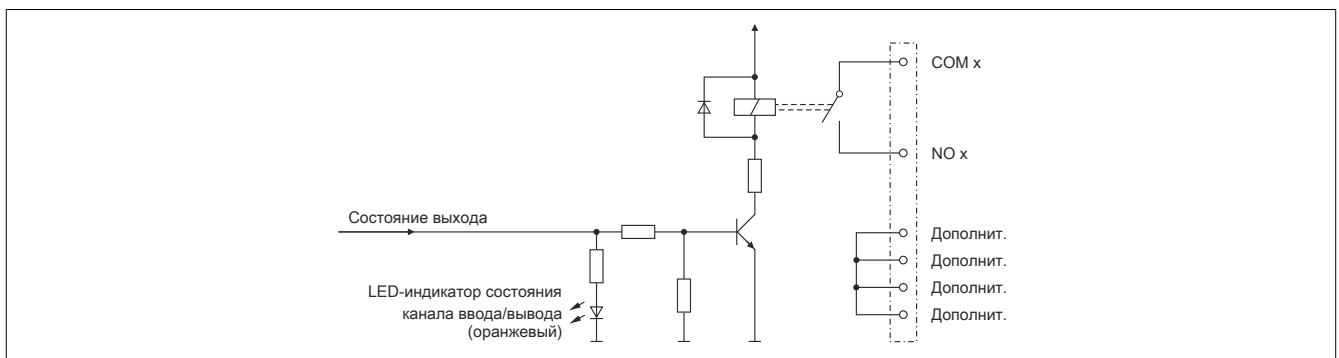 COM x
NO x
Состояние выхода
Дополнит.
Дополнит.
Дополнит.
Дополнит.
LED-индикатор состояния
канала ввода/вывода
(оранжевый)